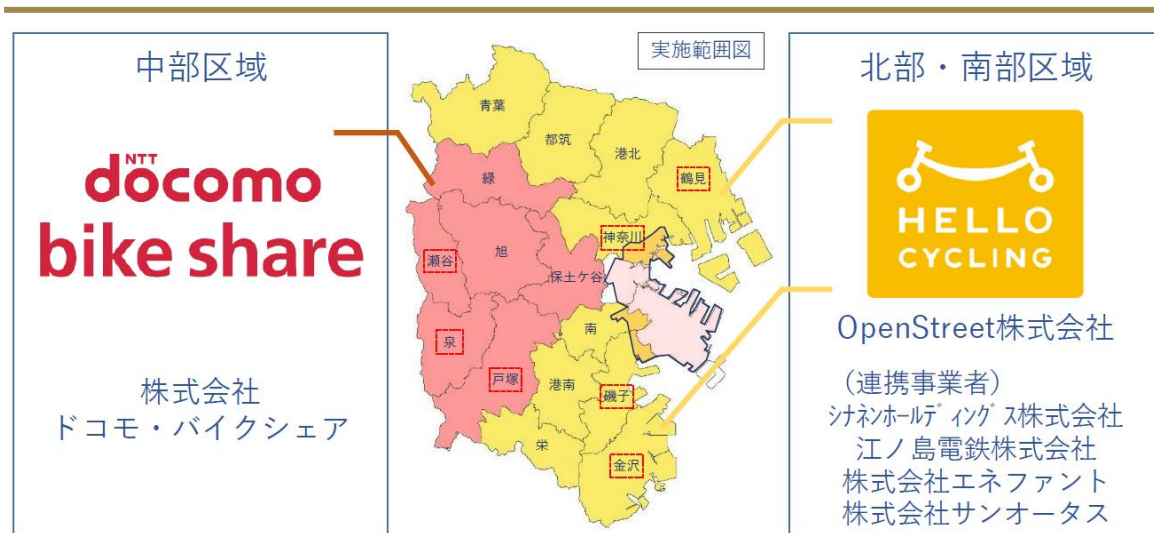 中部区域
NTT
docomo
bike share
株式会社
ドコモ・バイクシェア
実施範囲図
青葉
都筑
港北
鶴見
緑
神奈川
旭
瀬谷
保土ケ谷
泉
南
戸塚
港南
磯子
栄
金沢
北部・南部区域
HELLO
CYCLING
OpenStreet株式会社
（連携事業者）
シナネンホールディングス株式会社
江ノ島電鉄株式会社
株式会社エネファント
株式会社サンオータス